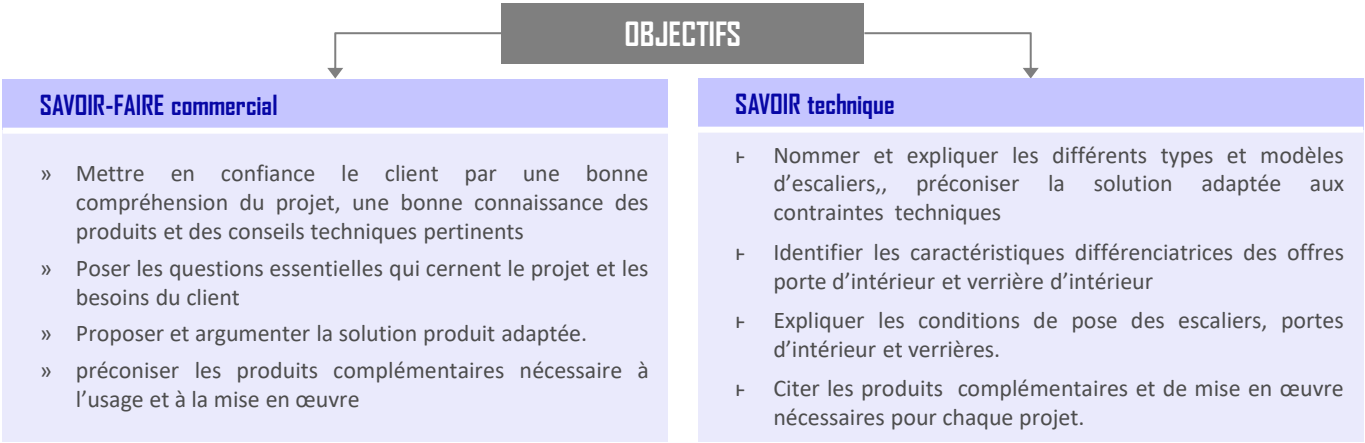 OBJECTIFS
SAVOIR-FAIRE commercial
» Mettre en confiance le client par une bonne
compréhension du projet, une bonne connaissance des
produits et des conseils techniques pertinents
» Poser les questions essentielles qui cernent le projet et les
besoins du client
» Proposer et argumenter la solution produit adaptée.
» préconiser les produits complémentaires nécessaire à
l’usage et à la mise en œuvre
SAVOIR technique
⊦ Nommer et expliquer les différents types et modèles
d’escaliers,, préconiser la solution adaptée aux
contraintes techniques
⊦ Identifier les caractéristiques différenciatrices des offres
porte d’intérieur et verrière d’intérieur
⊦ Expliquer les conditions de pose des escaliers, portes
d’intérieur et verrières.
⊦ Citer les produits complémentaires et de mise en œuvre
nécessaires pour chaque projet.